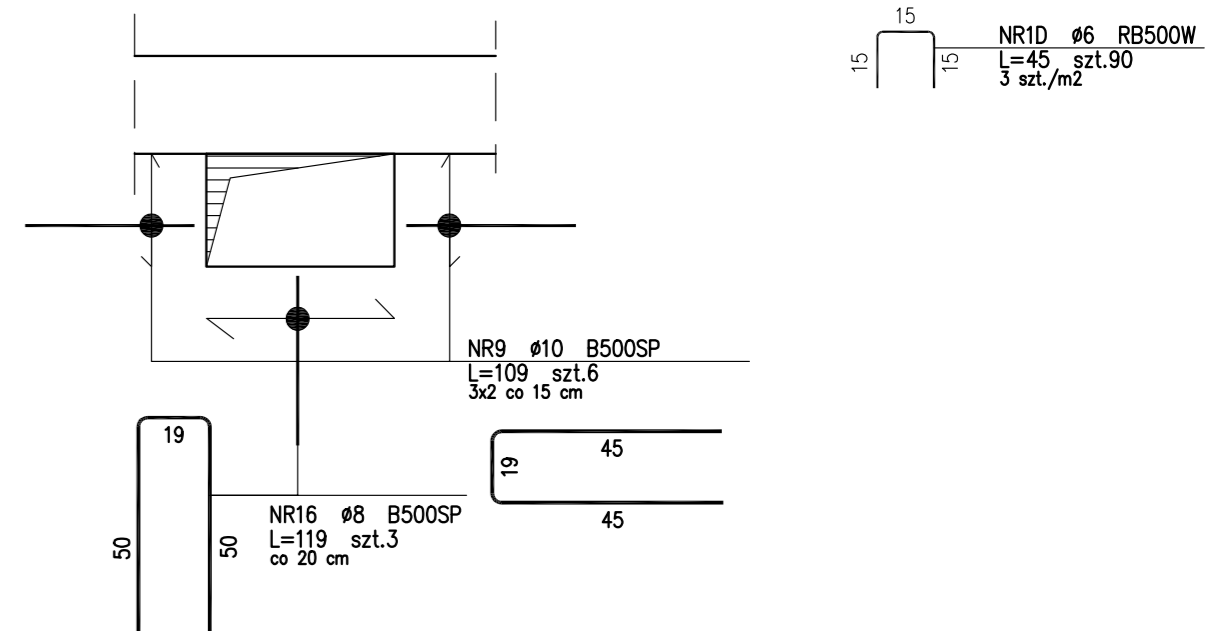 15
15
15
NR1D ø6 RB500W
L=45 szt.90
3 szt./m2
NR9 ø10 B500SP
L=109 szt.6
3x2 co 15 cm
19
45
19
45
50
50
NR16 ø8 B500SP
L=119 szt.3
co 20 cm